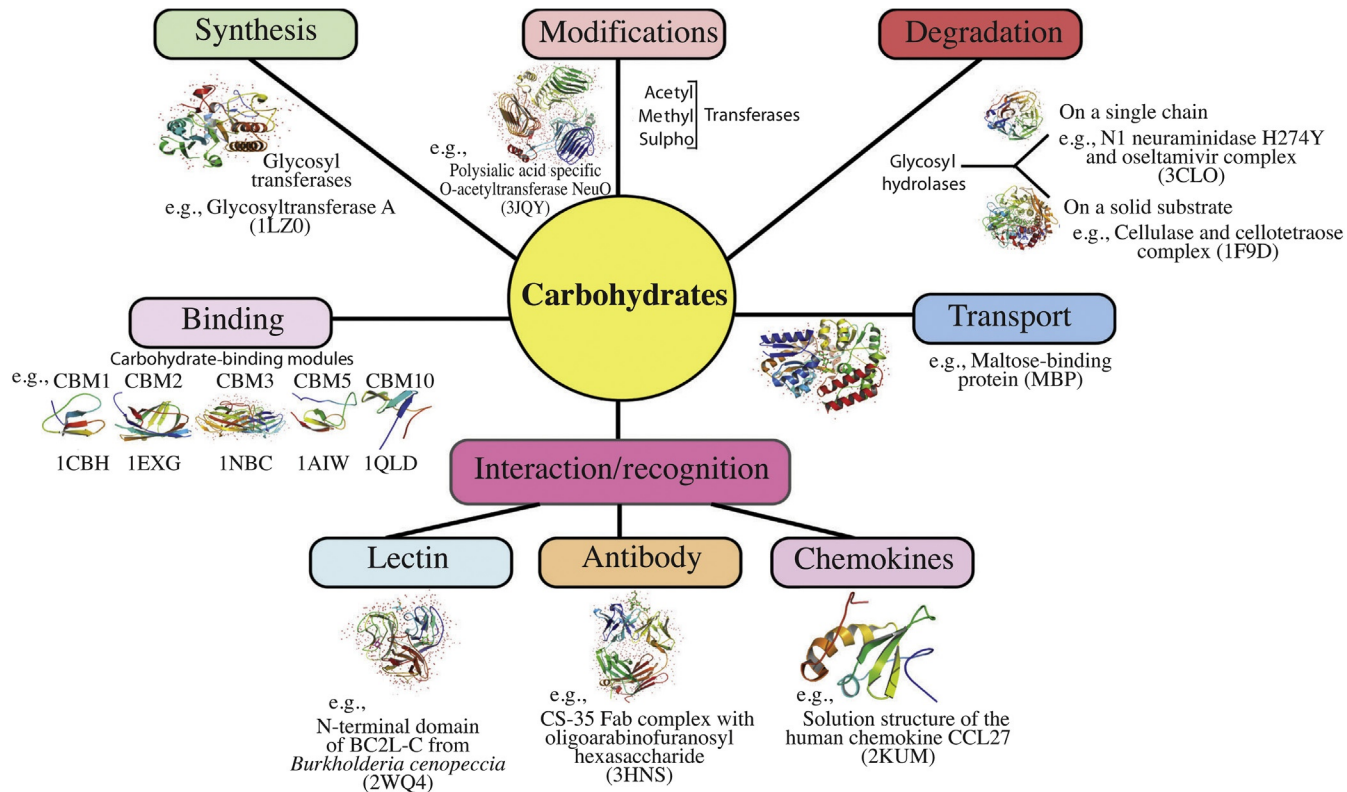 Synthesis
Modifications
Degradation
Glycosyl
transferases
e.g., Glycosyltransferase A
(1LZ0)
Acetyl
Methyl
Sulpho
Transferases
e.g.,
Polysialic acid specific
O-acetyltransferase NeuO
(3JQY)
Glycosyl
hydrolases
On a single chain
e.g., N1 neuraminidase H274Y
and oseltamivir complex
(3CLO)
On a solid substrate
e.g., Cellulase and cellotetraose
complex (1F9D)
Carbohydrates
Binding
Carbohydrate-binding modules
e.g., CBM1 CBM2 CBM3 CBM5 CBM10
1CBH 1EXG 1NBC 1AIW 1QLD
Transport
e.g., Maltose-binding
protein (MBP)
Interaction/recognition
Lectin
Antibody
Chemokines
e.g.,
N-terminal domain
of BC2L-C from
Burkholderia cenopeccia
(2WQ4)
e.g.,
CS-35 Fab complex with
oligoarabinofuranosyl
hexasaccharide
(3HNS)
e.g.,
Solution structure of the
human chemokine CCL27
(2KUM)